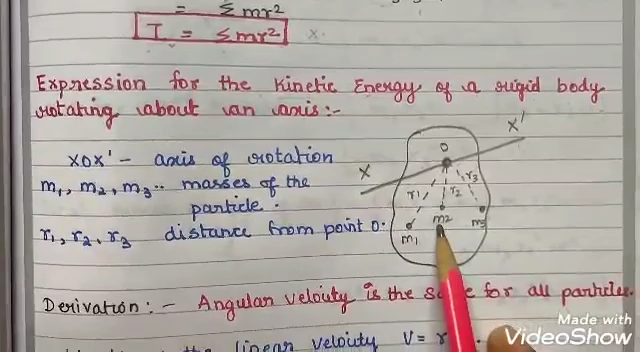 = Σmr2
I = Σmr2
Expression for the Kinetic Energy of a rigid body
rotating about an axis:-
XOX' - axis of rotation
m1, m2, m3.. masses of the
particle.
r1, r2, r3 distance from point O.
X'
O
X
r1
r2
r3
m1
m2
Derivation:- Angular velocity is the for all particles.
the linear velocity V= r
Made with
VideoShow